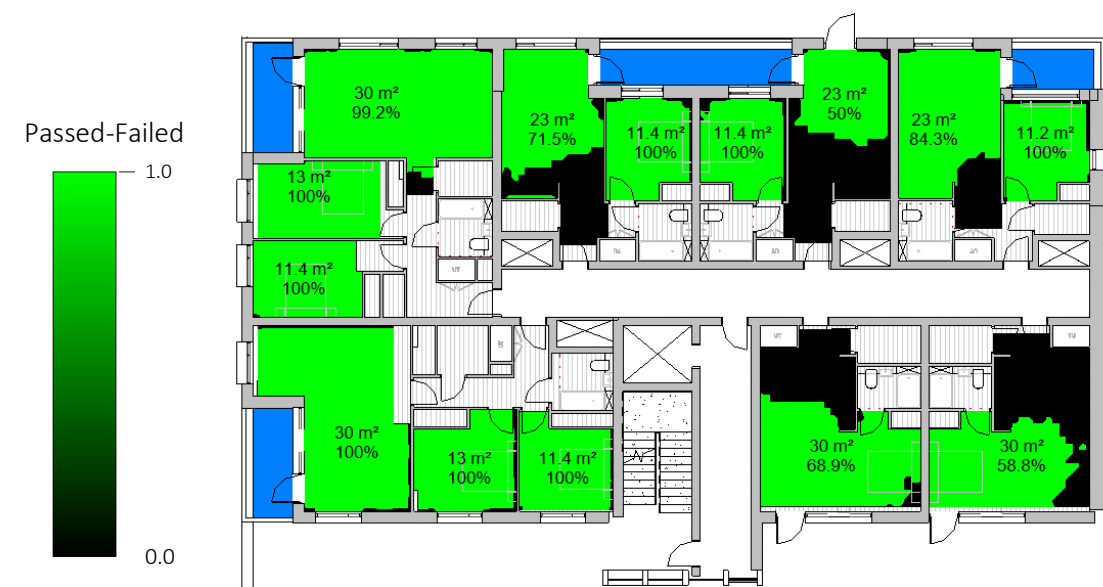 Passed-Failed
1.0
0.0
30 m²
99.2%
23 m²
71.5%
11.4 m²
100%
11.4 m²
100%
23 m²
50%
23 m²
84.3%
11.2 m²
100%
13 m²
100%
11.4 m²
100%
30 m²
100%
13 m²
100%
11.4 m²
100%
30 m²
68.9%
30 m²
58.8%